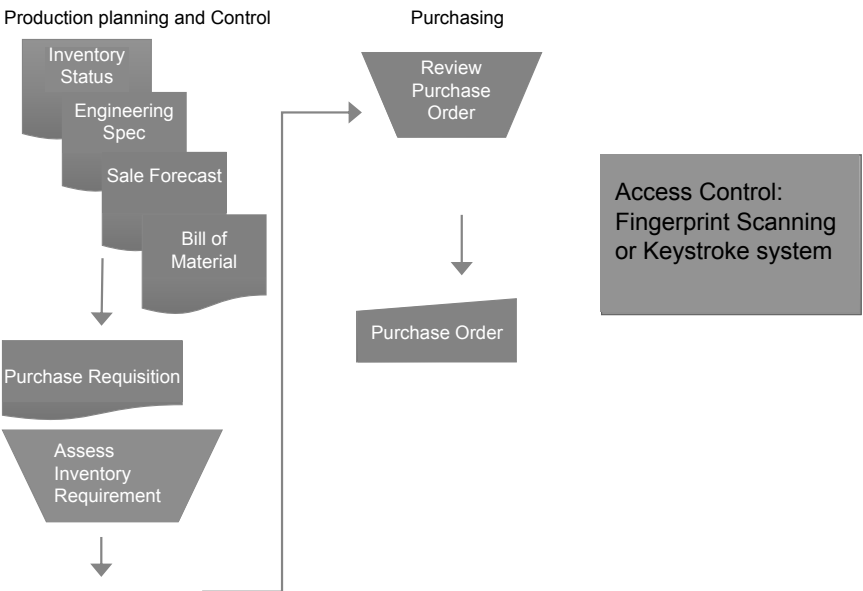 Production planning and Control
Inventory
Status
Engineering
Spec
Sale Forecast
Bill of
Material
Purchase Requisition
Assess
Inventory
Requirement
Purchasing
Review
Purchase
Order
Purchase Order
Access Control:
Fingerprint Scanning
or Keystroke system